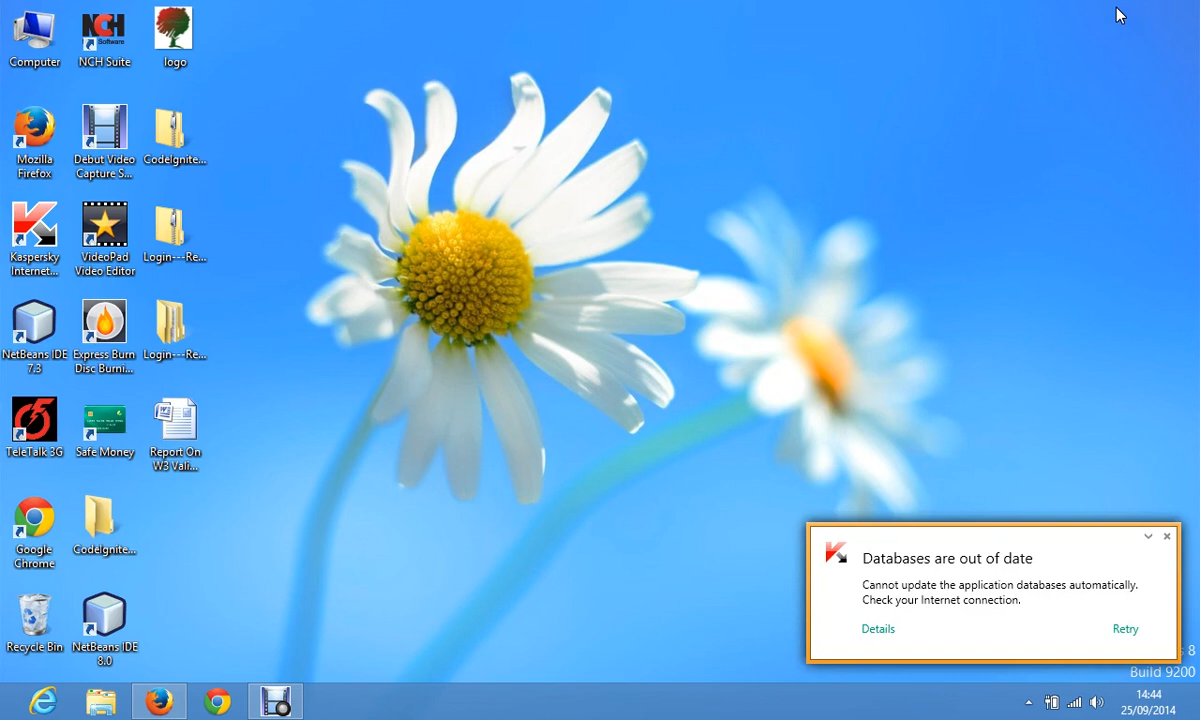 Computer
NCH
Software
NCH Suite
logo
Mozilla
Firefox
Debut Video
Capture S...
CodeIgnite...
Kaspersky
Internet...
VideoPad
Video Editor
Login---Re...
NetBeans IDE
7.3
Express Burn
Disc Burni...
Login---Re...
TeleTalk 3G
Safe Money
Report On
W3 Vali...
Google
Chrome
CodeIgnite...
Recycle Bin
NetBeans IDE
8.0
Databases are out of date
Cannot update the application databases automatically.
Check your Internet connection.
Details
Retry
8
Build 9200
14:44
25/09/2014